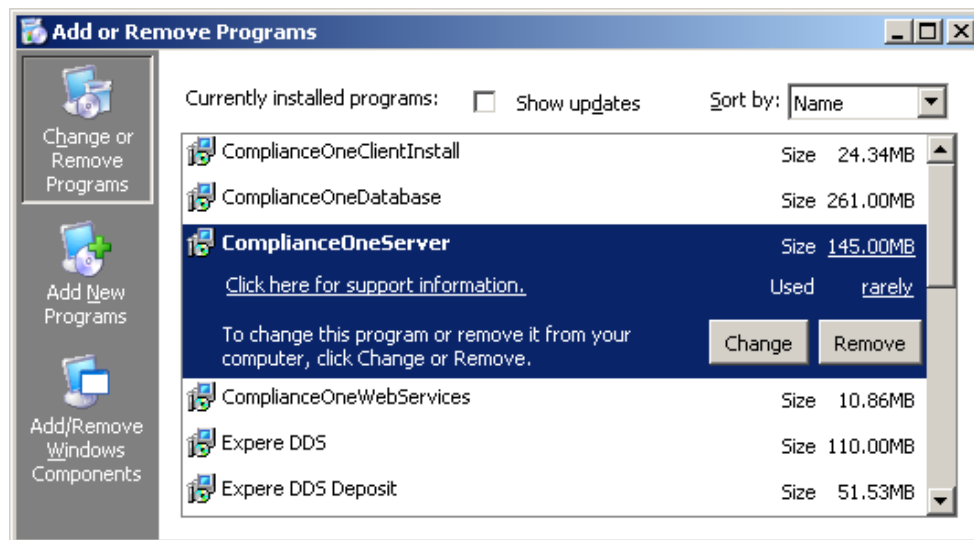 Add or Remove Programs
Change or
Remove
Programs
Add New
Programs
Add/Remove
Windows
Components
Currently installed programs: Show updates Sort by: Name
ComplianceOneClientInstall Size 24.34MB
ComplianceOneDatabase Size 261.00MB
ComplianceOneServer Size 145.00MB
Click here for support information. Used rarely
To change this program or remove it from your
computer, click Change or Remove. Change Remove
ComplianceOneWebServices Size 10.86MB
Expere DDS Size 110.00MB
Expere DDS Deposit Size 51.53MB